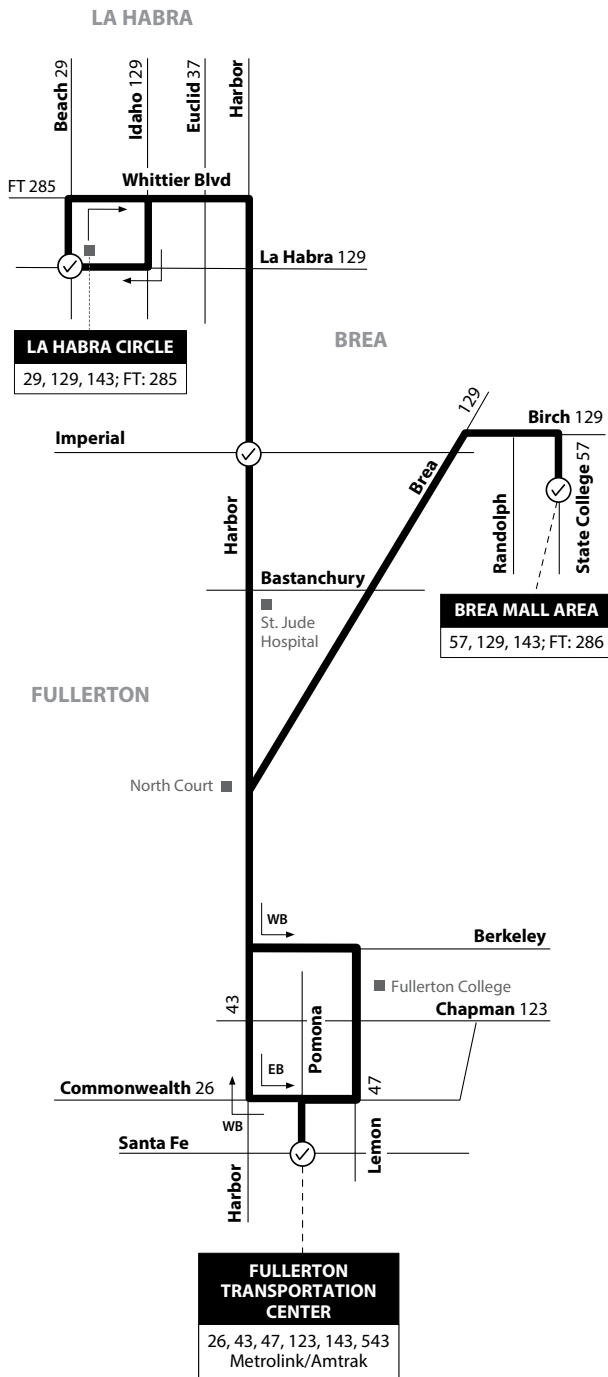 LA HABRA
Beach 29
Idaho 129
Euclid 37
Harbor
FT 285
Whittier Blvd
La Habra 129
LA HABRA CIRCLE
29, 129, 143; FT: 285
BREA
129
Birch 129
Imperial
Brea
Harbor
Randolph
State College 57
Bastanchury
St. Jude
Hospital
BREA MALL AREA
57, 129, 143; FT: 286
FULLERTON
North Court
WB
Berkeley
Fullerton College
43
Chapman 123
Pomona
EB
47
Commonwealth 26
WB
Santa Fe
Lemon
Harbor
FULLERTON
TRANSPORTATION
CENTER
26, 43, 47, 123, 143, 543
Metrolink/Amtrak